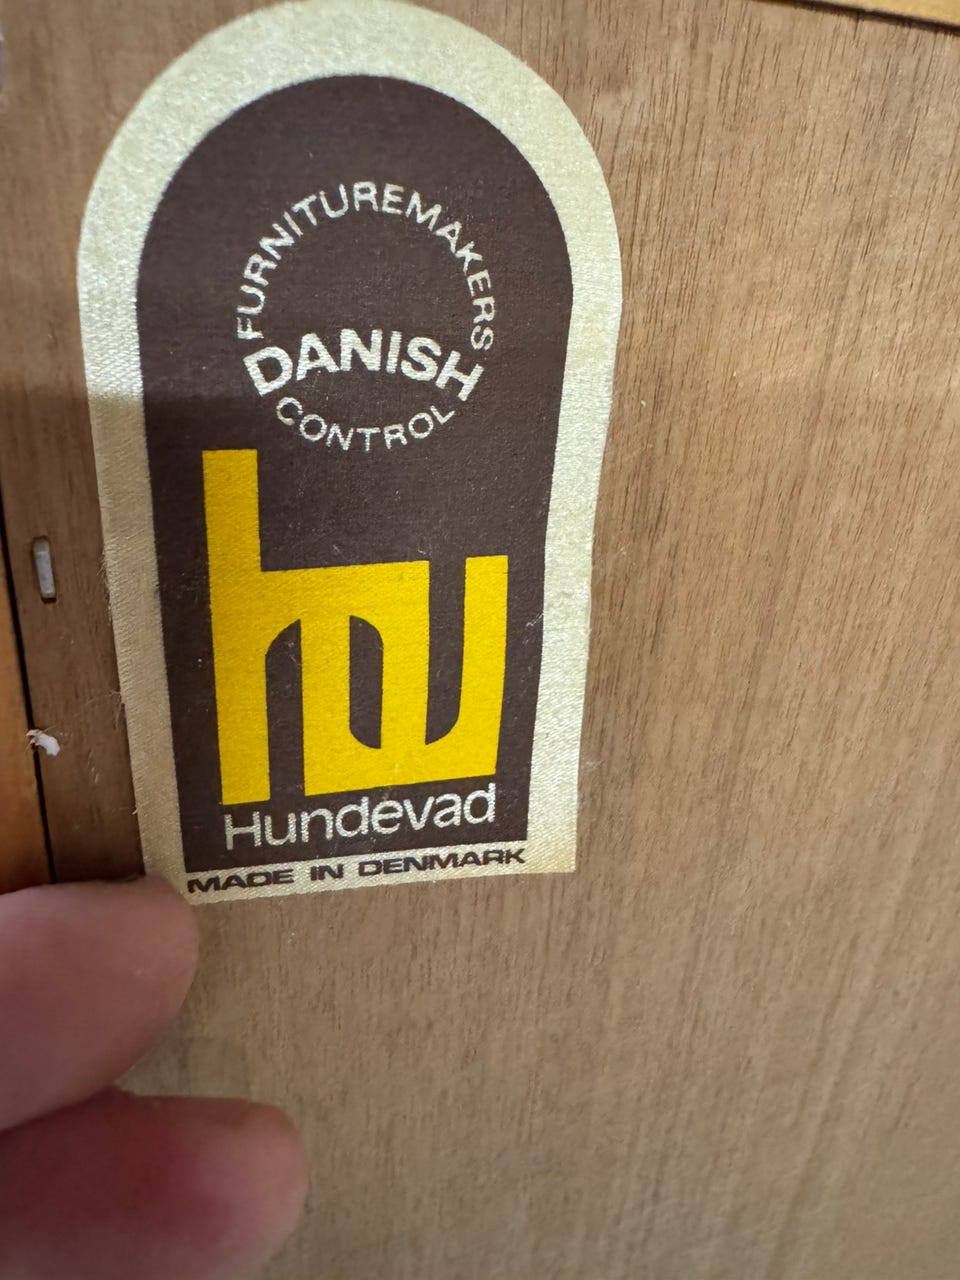 FURNITUREMAKERS
DANISH
CONTROL
hu
Hundevad
MADE IN DENMARK